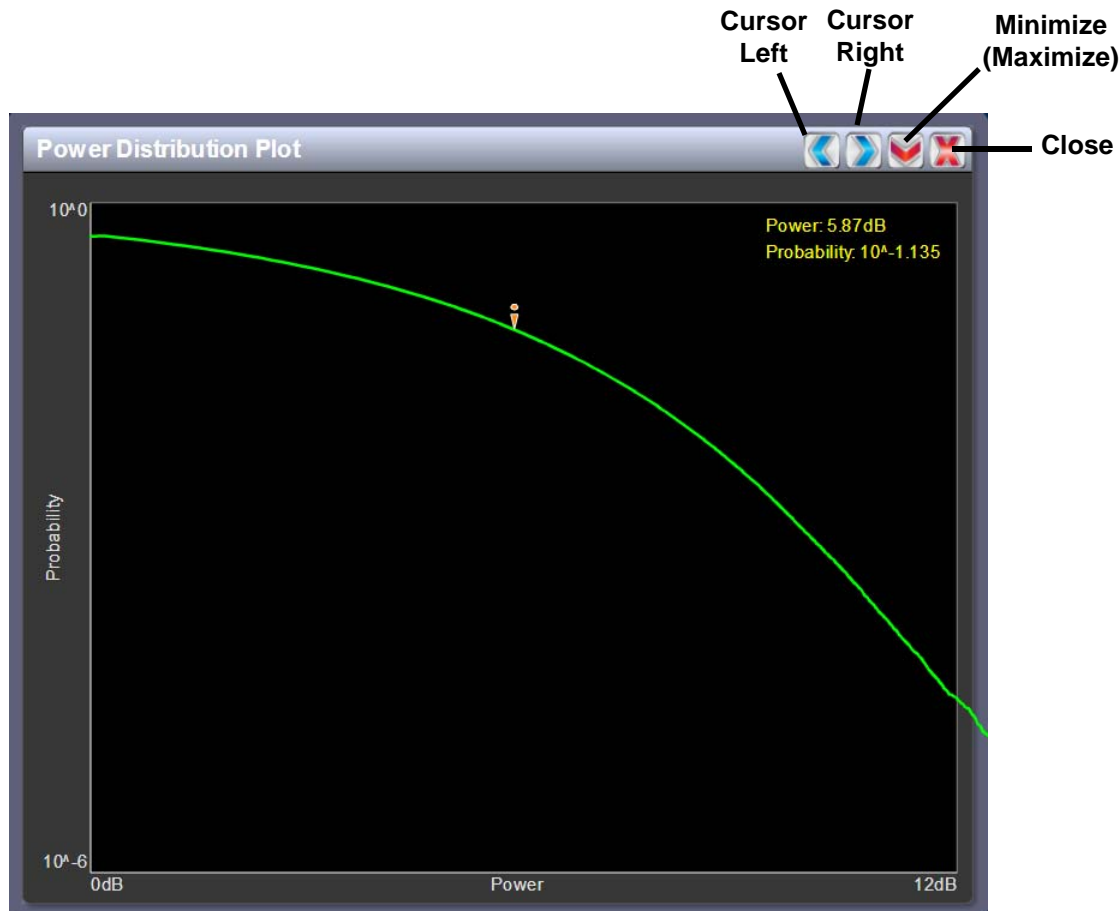 Cursor
Left
Cursor
Right
Minimize
(Maximize)
Close
Power Distribution Plot
10^0
Power: 5.87dB
Probability: 10^-1.135
Probability
10^-6
0dB
Power
12dB